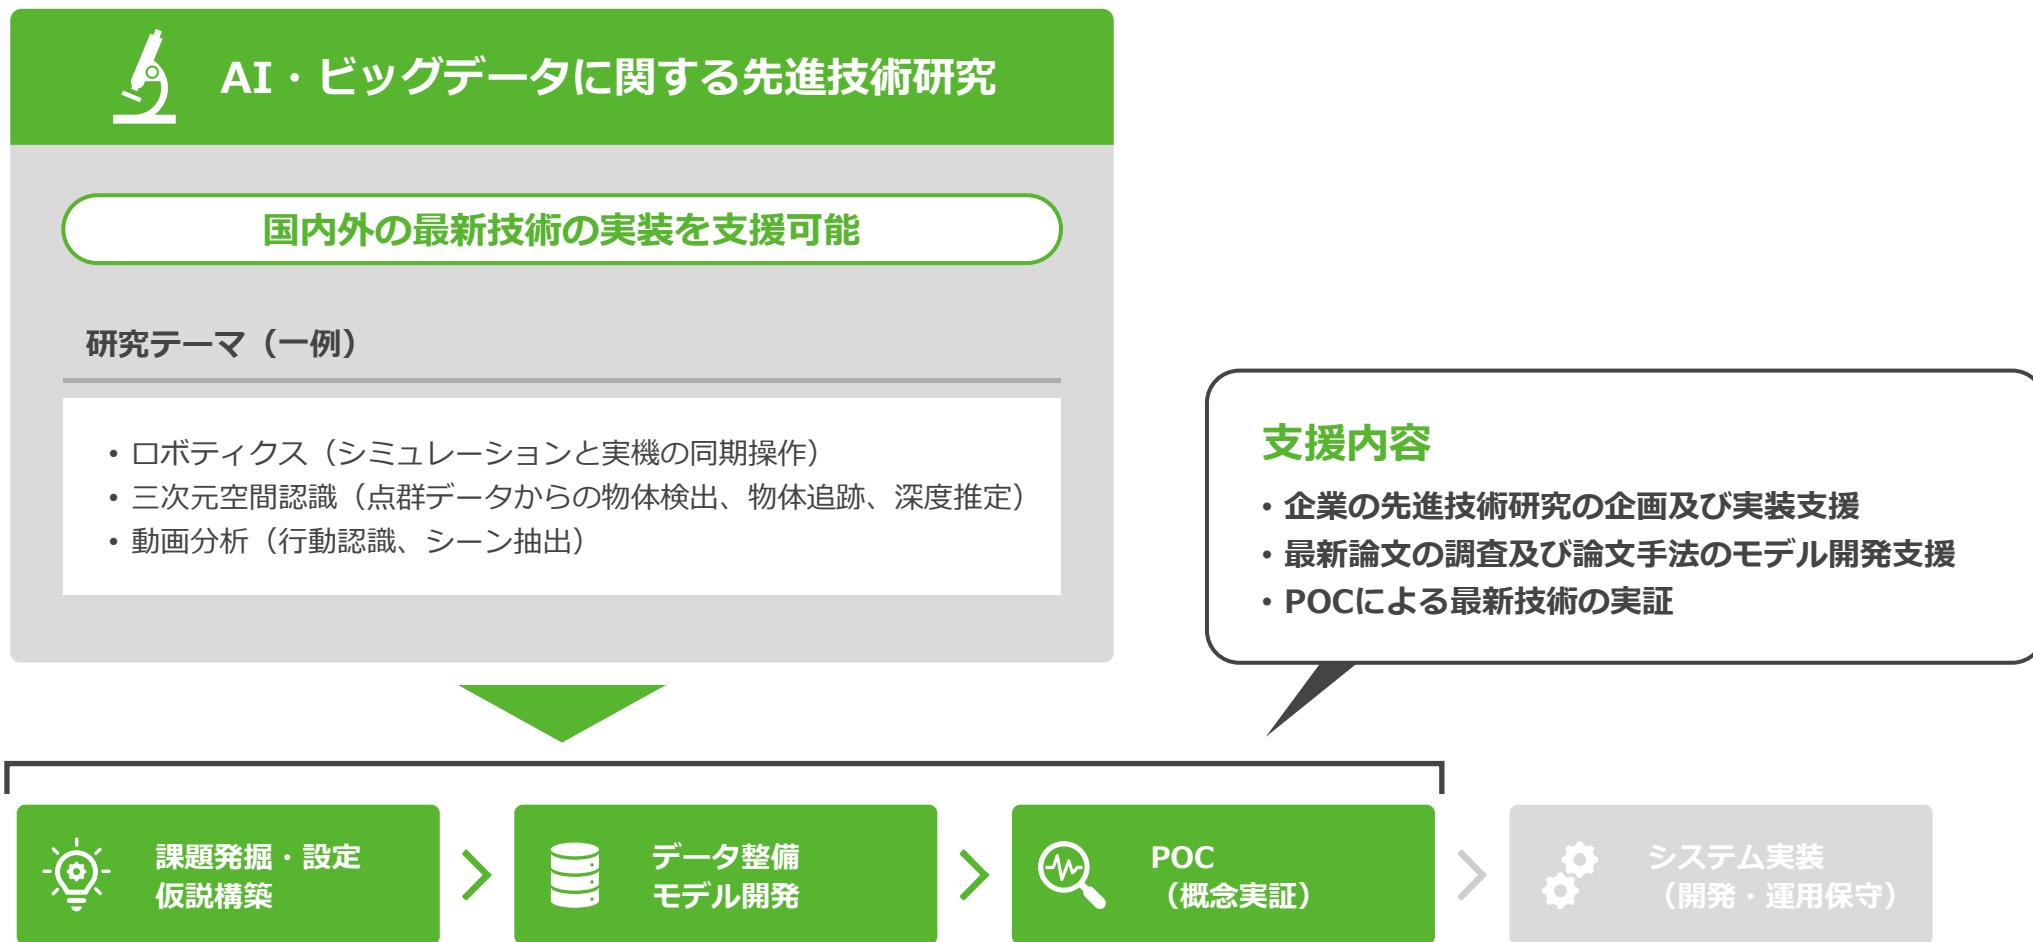 AI・ビッグデータに関する先進技術研究
国内外の最新技術の実装を支援可能
研究テーマ（一例）
• ロボティクス（シミュレーションと実機の同期操作）
• 三次元空間認識（点群データからの物体検出、物体追跡、深度推定）
• 動画分析（行動認識、シーン抽出）
支援内容
・企業の先進技術研究の企画及び実装支援
・最新論文の調査及び論文手法のモデル開発支援
・POCによる最新技術の実証
課題発掘・設定
仮説構築
データ整備
モデル開発
POC
（概念実証）
システム実装
（開発・運用保守）